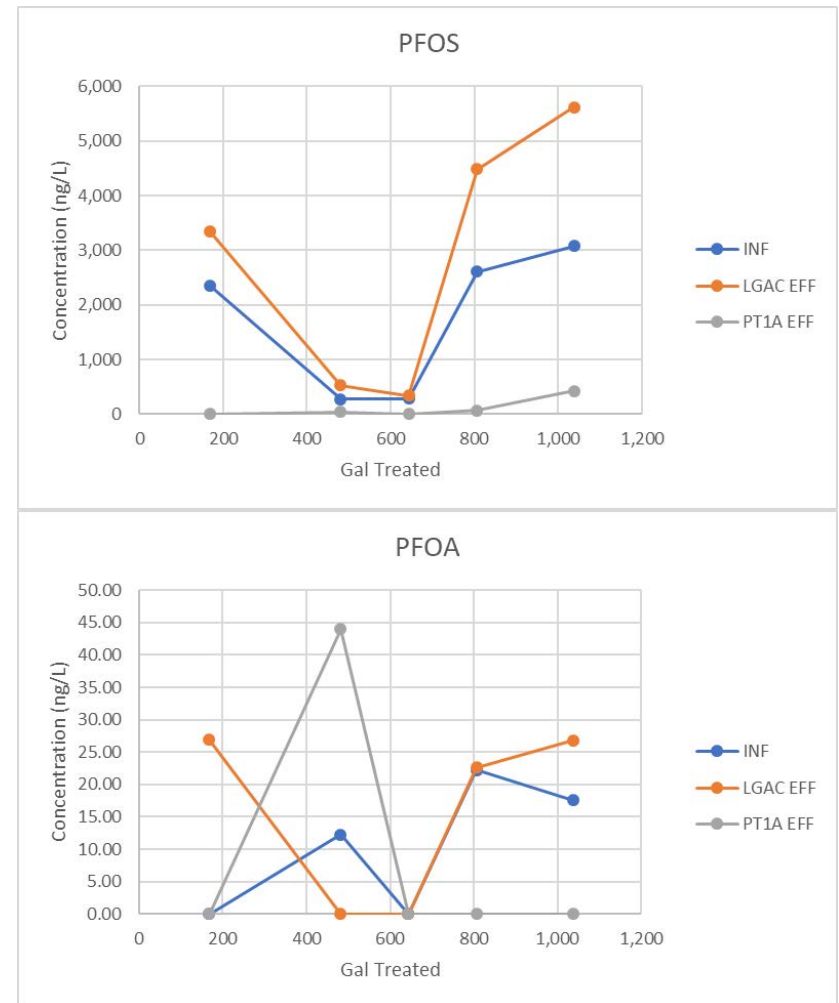 PFOS
6,000
5,000
4,000
3,000
2,000
1,000
0
Concentration (ng/L)
0 200 400 600 800 1,000 1,200
Gal Treated
INF
LGAC EFF
PT1A EFF
PFOA
50.00
45.00
40.00
35.00
30.00
25.00
20.00
15.00
10.00
5.00
0.00
Concentration (ng/L)
0 200 400 600 800 1,000 1,200
Gal Treated
INF
LGAC EFF
PT1A EFF